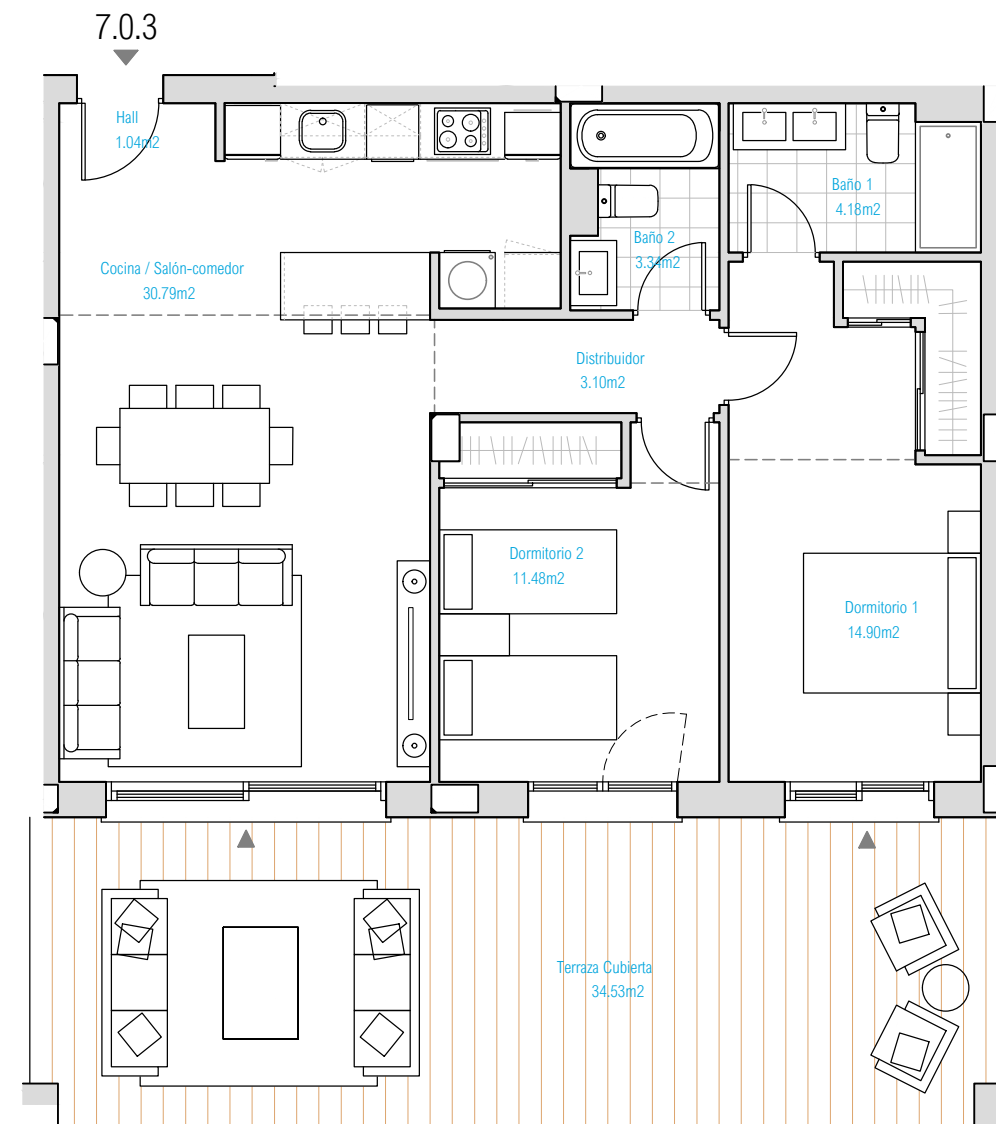 7.0.3
Hall
1.04m2
Baño 1
4.18m2
Baño 2
3.34m2
Cocina / Salón-comedor
30.79m2
Distribuidor
3.10m2
Dormitorio 2
11.48m2
Dormitorio 1
14.90m2
Terraza Cubierta
34.53m2